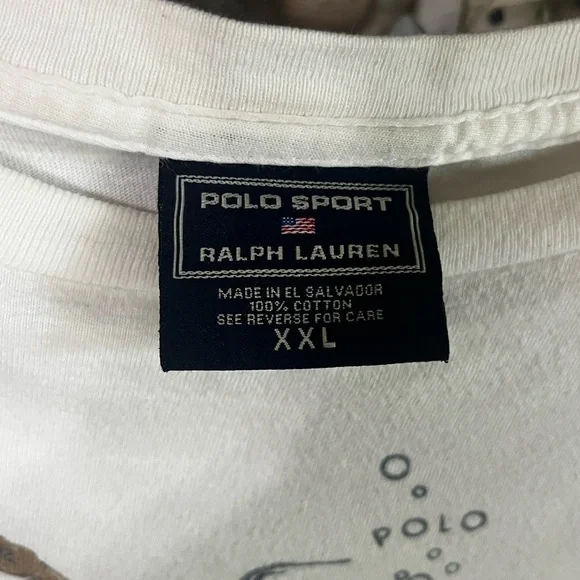 POLO SPORT
RALPH LAUREN
MADE IN EL SALVADOR
100% COTTON
SEE REVERSE FOR CARE
XXL
POLO